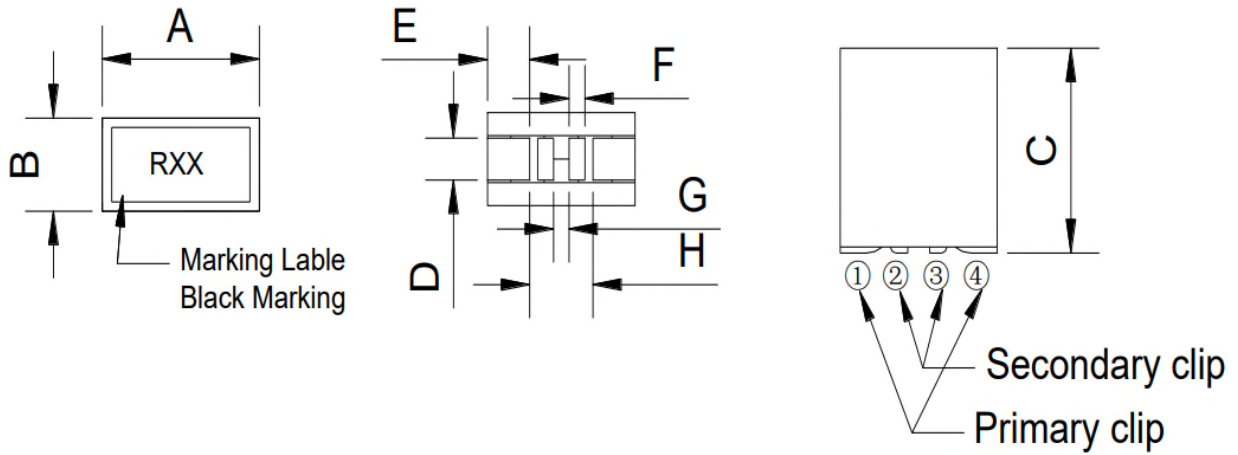 A
B
RXX
Marking Lable
Black Marking
E
F
D
G
H
C
① ② ③ ④
Secondary clip
Primary clip